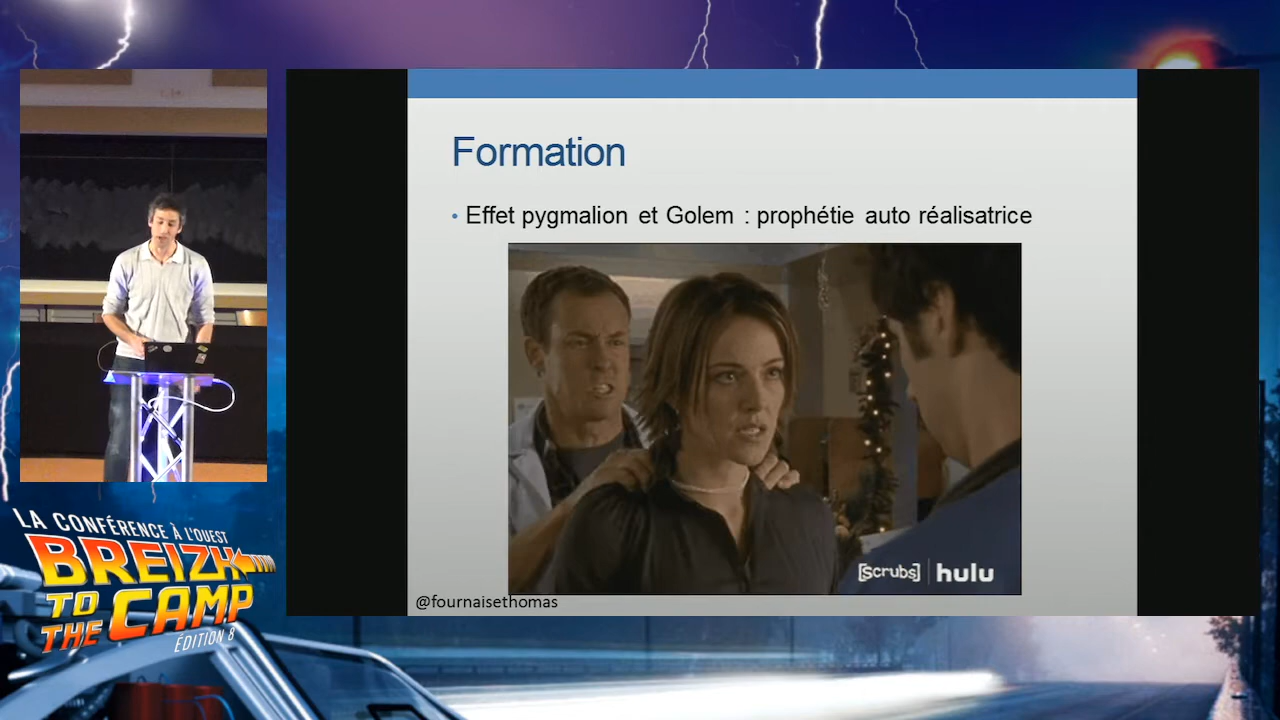 Formation
• Effet pygmalion et Golem : prophétie auto réalisatrice
[scrubs] | hulu
@fournaisethomas
LA CONFÉRENCE À L'OUEST
BREIZH
TO
THE CAMP
ÉDITION 8